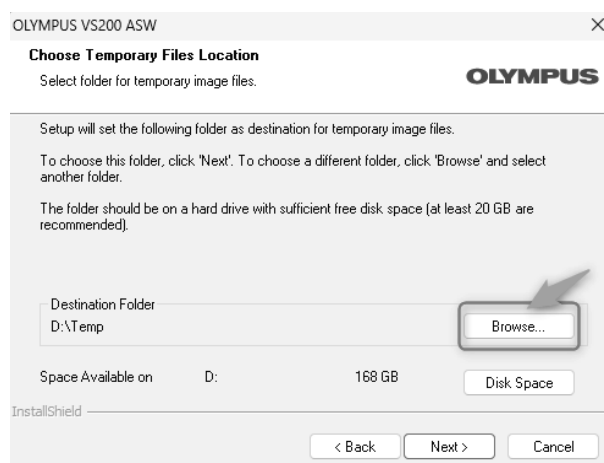 OLYMPUS VS200 ASW
Choose Temporary Files Location
Select folder for temporary image files.
OLYMPUS
Setup will set the following folder as destination for temporary image files.
To choose this folder, click 'Next'. To choose a different folder, click 'Browse' and select
another folder.
The folder should be on a hard drive with sufficient free disk space (at least 20 GB are
recommended).
Destination Folder
D:\Temp
Browse...
Space Available on D: 168 GB
Disk Space
InstallShield
< Back
Next >
Cancel